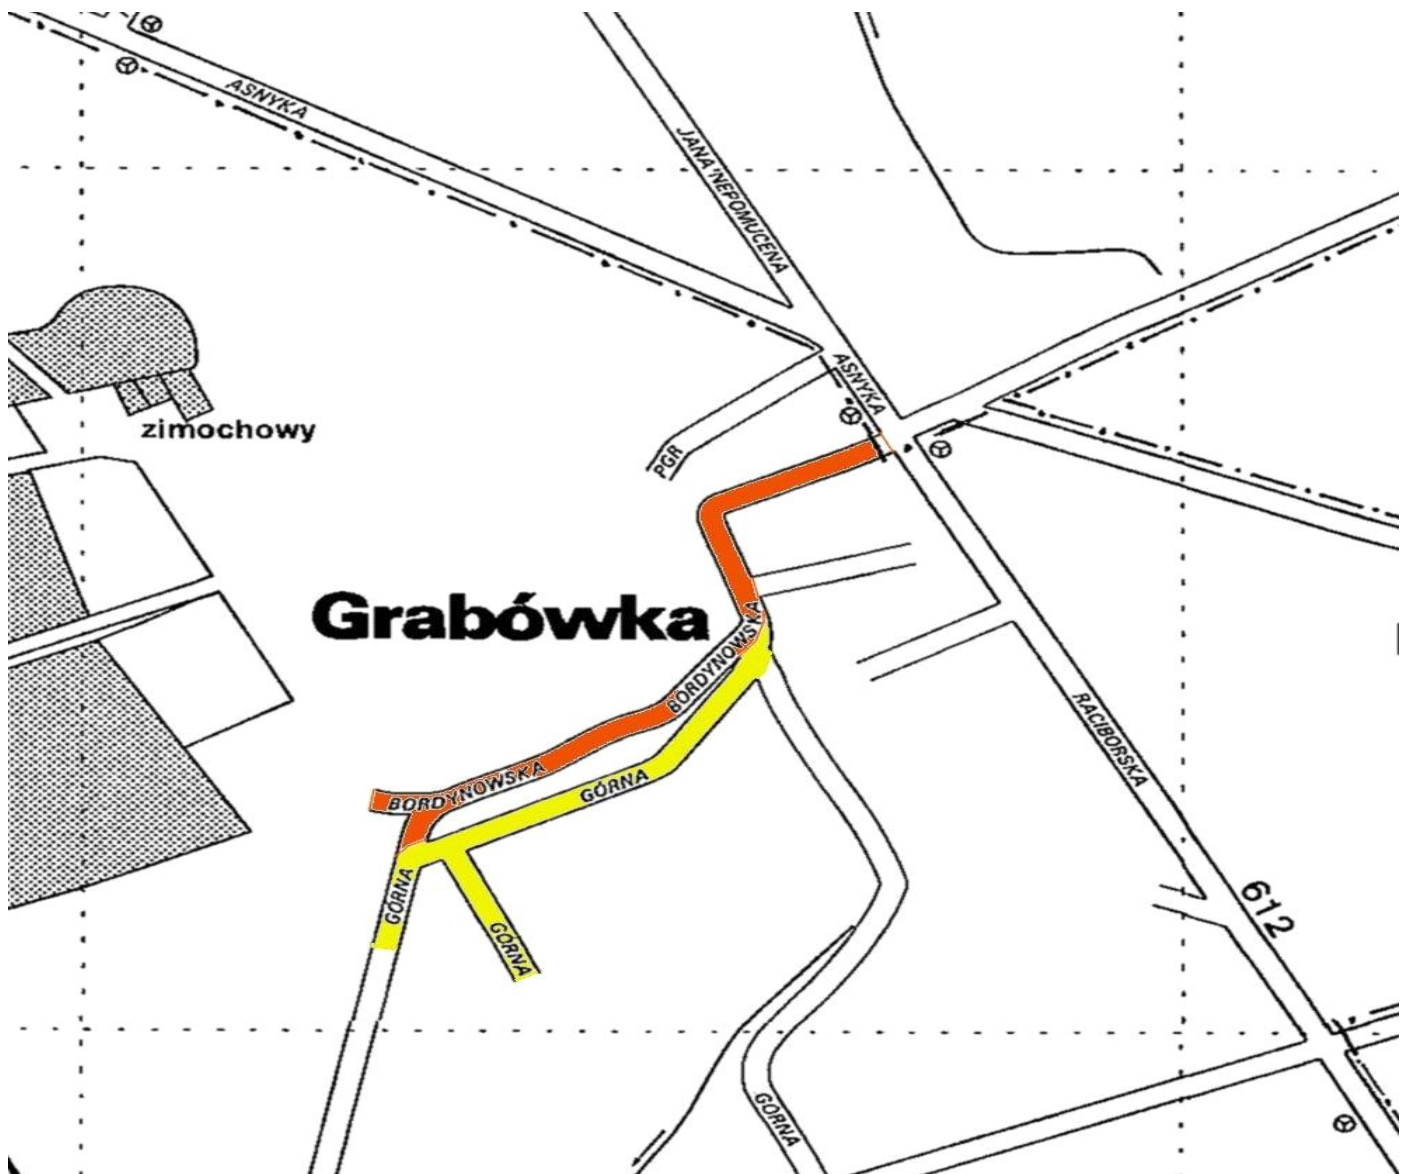 ASNYKA
JANA NEPOMUCENA
ASNYKA
zimochowy
PGR
Grabówka
BORDYNOWSKA
BORDYNOWSKA
GÓRNA
RACIBORSKA
GÓRNA
612
GÓRNA
GÓRNA